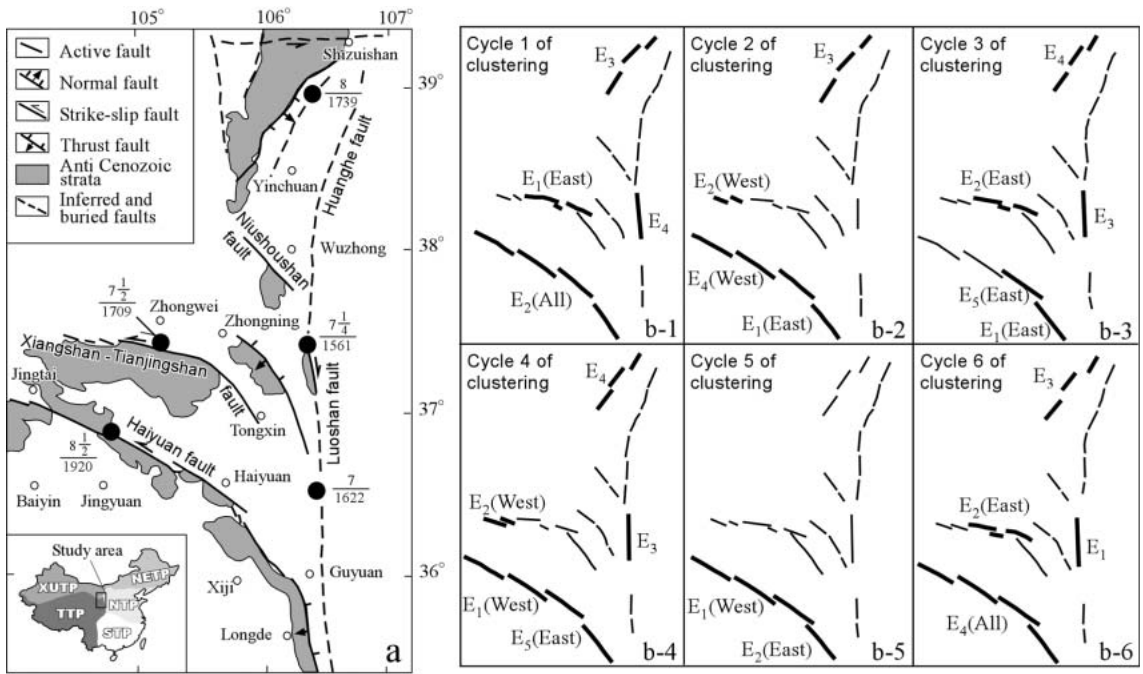 105°
106°
107°
Active fault
Normal fault
Strike-slip fault
Thrust fault
Anti Cenozoic
strata
Inferred and
buried faults
Shizuishan
39°
8
1739
Huanghe fault
Yinchuan
Niushoushan
fault
Wuzhong
38°
7 1/2
1709
Zhongwei
Zhongning
7 1/4
1561
Xiangshan -Tianjingshan
fault
Jingtai
Luoshan fault
37°
Tongxin
8 1/2
1920
Haiyuan fault
Haiyuan
7
1622
Baiyin
Jingyuan
Study area
XUTP
NETP
TTP
NTP
STP
Xiji
Guyuan
36°
Longde
a
Cycle 1 of
clustering
E3
E1(East)
E4
E2(All)
b-1
Cycle 2 of
clustering
E3
E2(West)
E4(West)
E1(East)
b-2
Cycle 3 of
clustering
E4
E2(East)
E3
E5(East)
E1(East)
b-3
Cycle 4 of
clustering
E4
E2(West)
E3
E1(West)
E5(East)
b-4
Cycle 5 of
clustering
E1(West)
E2(East)
b-5
Cycle 6 of
clustering
E3
E2(East)
E1
E4(All)
b-6